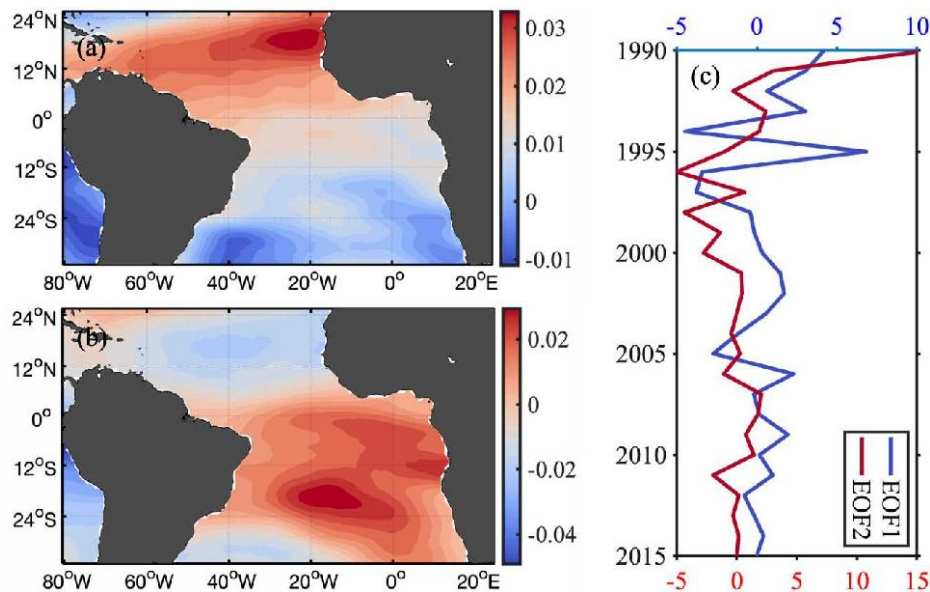 24°N
12°N
0°
12°S
24°S
(a)
80°W 60°W 40°W 20°W 0° 20°E
0.03
0.02
0.01
0
-0.01
24°N
12°N
0°
12°S
24°S
(b)
80°W 60°W 40°W 20°W 0° 20°E
0.02
0
-0.02
-0.04
-5 0 5 10
(c)
1990
1995
2000
2005
2010
2015
-5 0 5 10 15
EOF1
EOF2